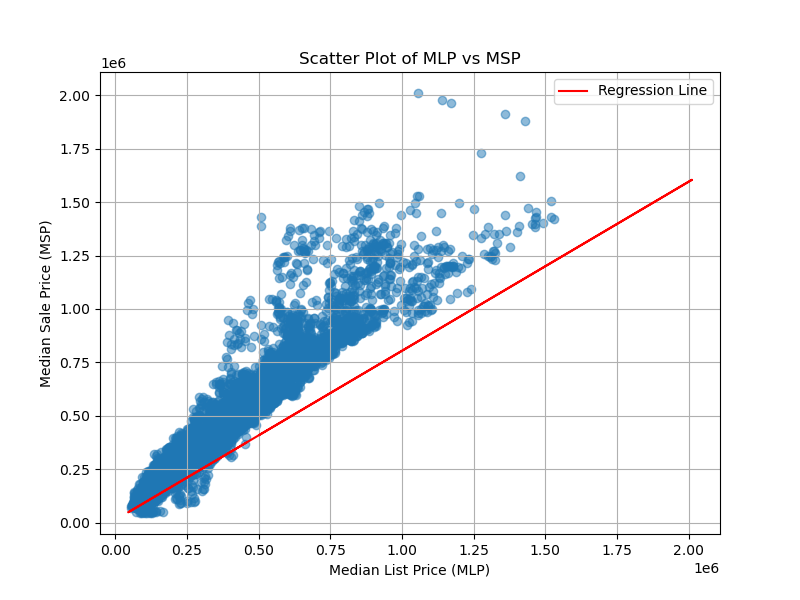 Scatter Plot of MLP vs MSP
1e6
Regression Line
2.00
1.75
1.50
1.25
1.00
0.75
0.50
0.25
0.00
Median Sale Price (MSP)
0.00 0.25 0.50 0.75 1.00 1.25 1.50 1.75 2.00
1e6
Median List Price (MLP)